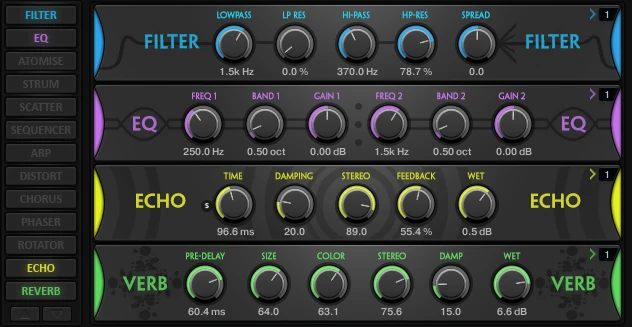 FILTER
EQ
ATOMISE
STRUM
SCATTER
SEQUENCER
ARP
DISTORT
CHORUS
PHASER
ROTATOR
ECHO
REVERB
FILTER LOWPASS LP RES HI-PASS HP-RES SPREAD FILTER 1
1.5k Hz 0.0 % 370.0 Hz 78.7 % 0.0
EQ FREQ 1 BAND 1 GAIN 1 FREQ 2 BAND 2 GAIN 2 EQ 1
250.0 Hz 0.50 oct 0.00 dB 1.5k Hz 0.50 oct 0.00 dB
ECHO TIME DAMPING STEREO FEEDBACK WET ECHO 1
S
96.6 ms 20.0 89.0 55.4 % 0.5 dB
VERB PRE-DELAY SIZE COLOR STEREO DAMP WET VERB 1
60.4 ms 64.0 63.1 75.6 15.0 6.6 dB